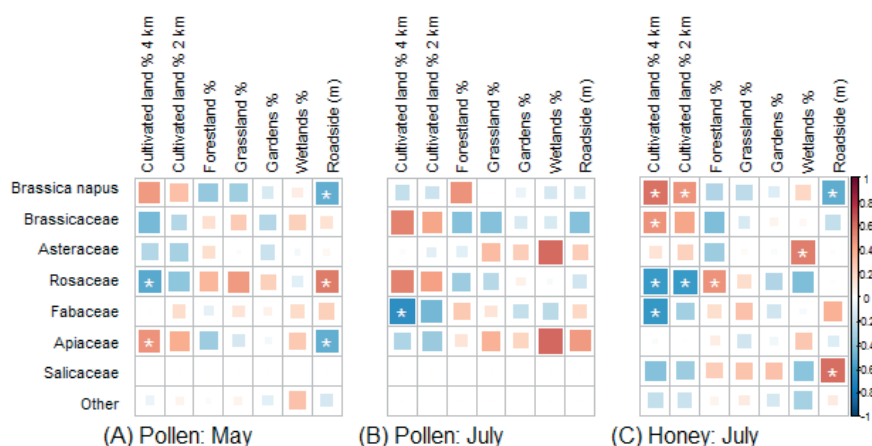 Cultivated land % 4 km
Cultivated land % 2 km
Forestland %
Grassland %
Gardens %
Wetlands %
Roadside (m)
Cultivated land % 4 km
Cultivated land % 2 km
Forestland %
Grassland %
Gardens %
Wetlands %
Roadside (m)
Cultivated land % 4 km
Cultivated land % 2 km
Forestland %
Grassland %
Gardens %
Wetlands %
Roadside (m)
Brassica napus
Brassicaceae
Asteraceae
Rosaceae
Fabaceae
Apiaceae
Salicaceae
Other
*
* *
* *
*
* * *
*
*
* * *
*
*
*
1
0.8
0.6
0.4
0.2
0
-0.2
-0.4
-0.6
-0.8
-1
(A) Pollen: May
(B) Pollen: July
(C) Honey: July